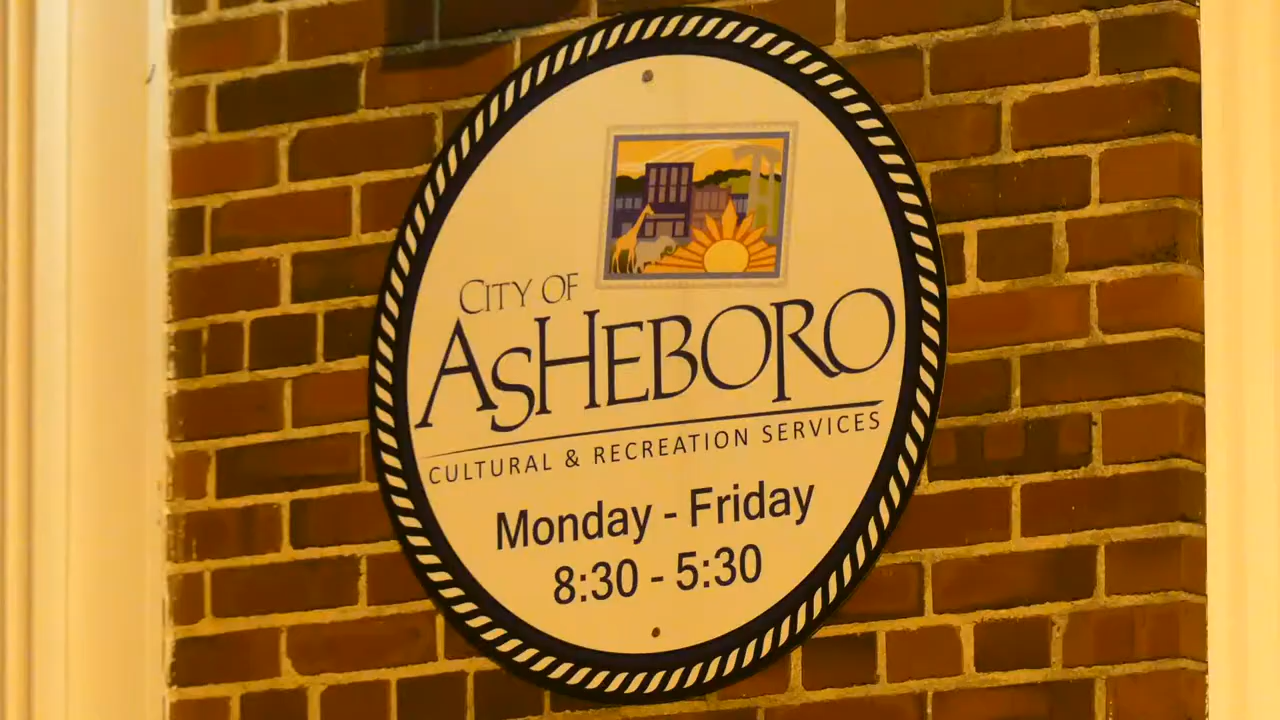 CITY OF
ASHEBORO
CULTURAL & RECREATION SERVICES
Monday - Friday
8:30 - 5:30